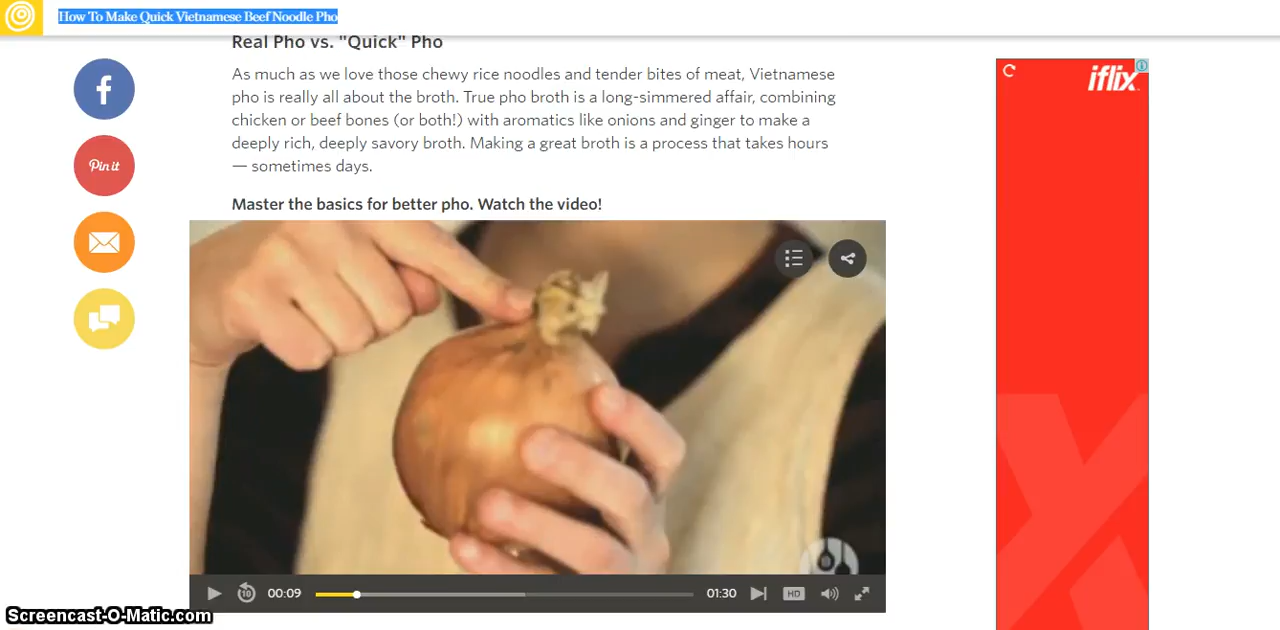 How To Make Quick Vietnamese Beef Noodle Pho
Real Pho vs. "Quick" Pho
As much as we love those chewy rice noodles and tender bites of meat, Vietnamese
pho is really all about the broth. True pho broth is a long-simmered affair, combining
chicken or beef bones (or both!) with aromatics like onions and ginger to make a
deeply rich, deeply savory broth. Making a great broth is a process that takes hours
— sometimes days.
Master the basics for better pho. Watch the video!
Pin it
iflix
10
00:09
01:30
HD
Screencast-O-Matic.com